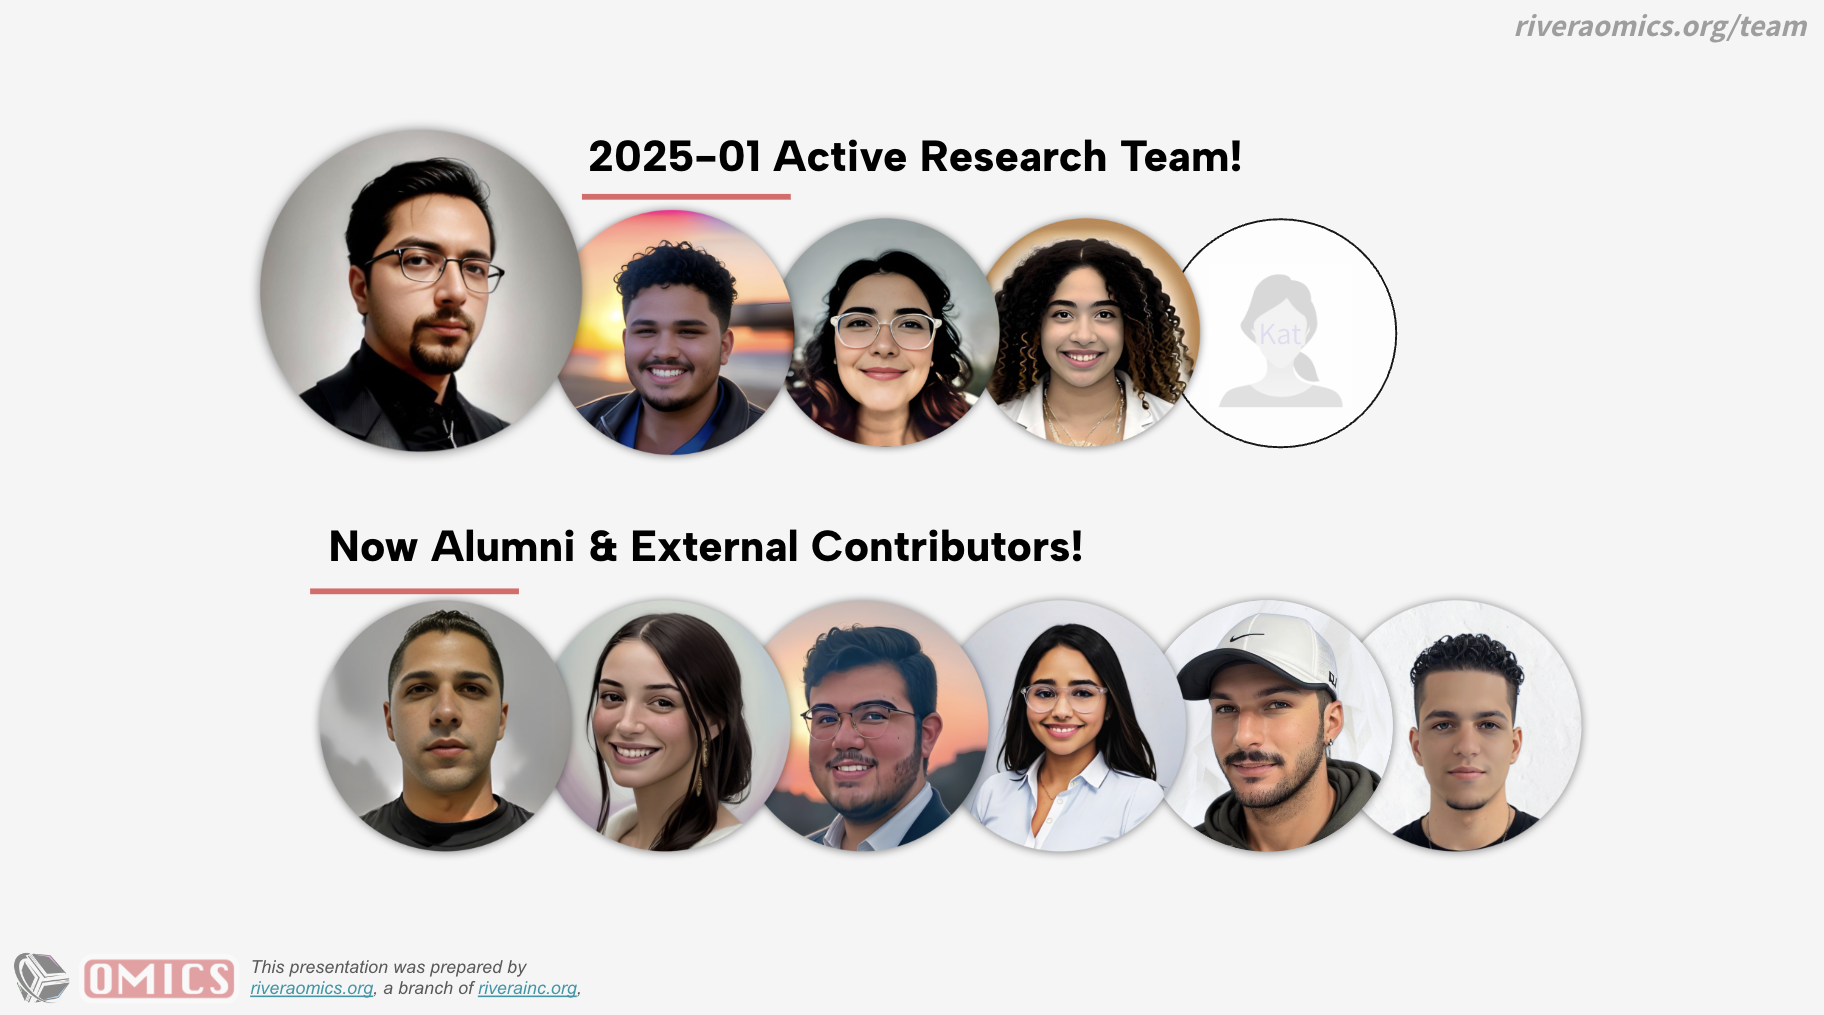 riveraomics.org/team
2025-01 Active Research Team!
Kat
Now Alumni & External Contributors!
OMICS
This presentation was prepared by
riveraomics.org, a branch of riverainc.org,